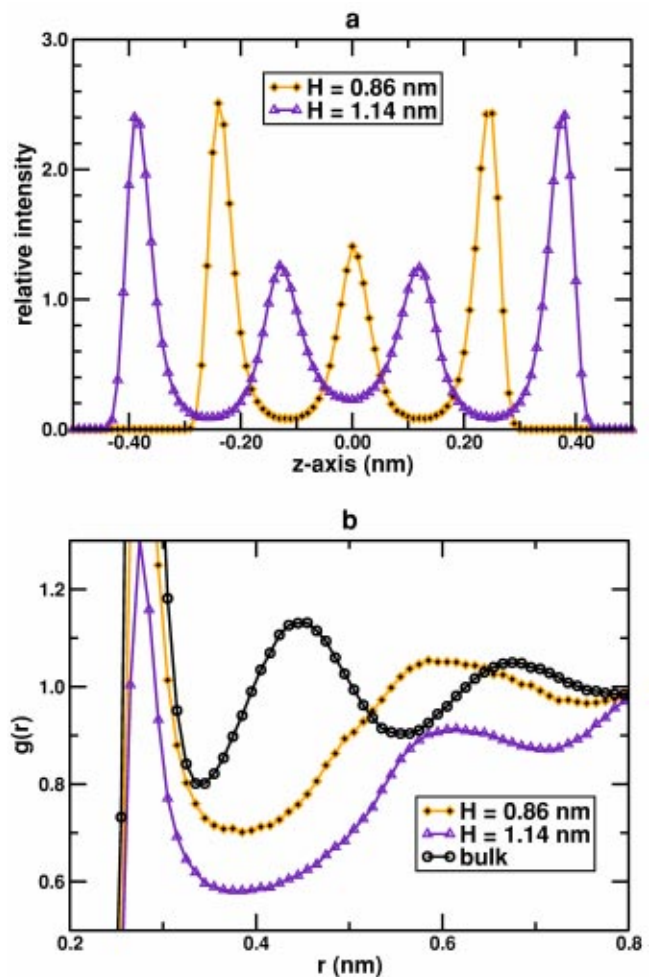 a
3.0
2.0
1.0
0.0
relative intensity
H = 0.86 nm
H = 1.14 nm
-0.40 -0.20 0.00 0.20 0.40
z-axis (nm)
b
1.2
1.0
0.8
0.6
g(r)
H = 0.86 nm
H = 1.14 nm
bulk
0.2 0.4 0.6 0.8
r (nm)